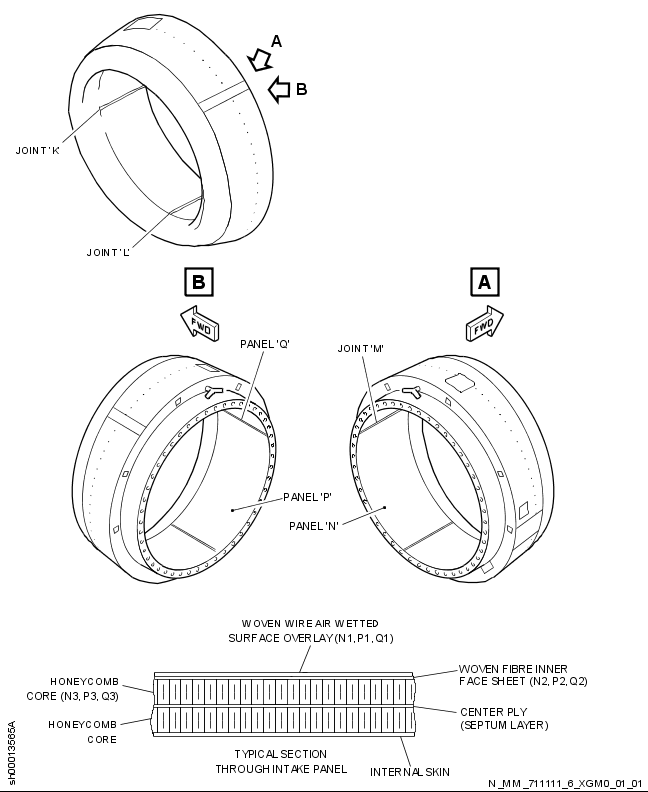 A
B
JOINT 'K'
JOINT 'L'
B
A
FWD
FWD
PANEL 'Q'
JOINT 'M'
PANEL 'P'
PANEL 'N'
WOVEN WIRE AIR WETTED
SURFACE OVERLAY (N1, P1, Q1)
HONEYCOMB
CORE (N3, P3, Q3)
WOVEN FIBRE INNER
FACE SHEET (N2, P2, Q2)
HONEYCOMB
CORE
CENTER PLY
(SEPTUM LAYER)
TYPICAL SECTION
THROUGH INTAKE PANEL
INTERNAL SKIN
sh00013565A
N_MM_711111_6_XGM0_01_01